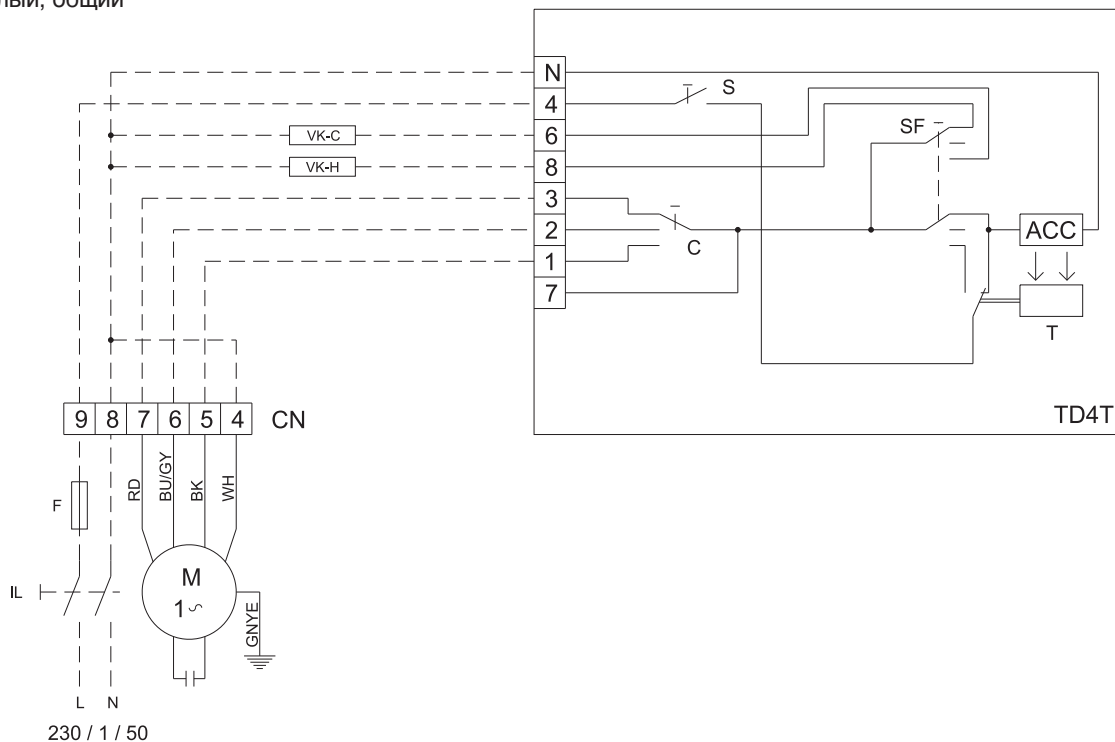 лый, общий
N
4
6
8
3
2
1
7
S
VK-C
VK-H
SF
C
ACC
T
TD4T
9 8 7 6 5 4 CN
RD
BU/GY
BK
WH
F
M
1~
IL
GNYE
L N
230 / 1 / 50